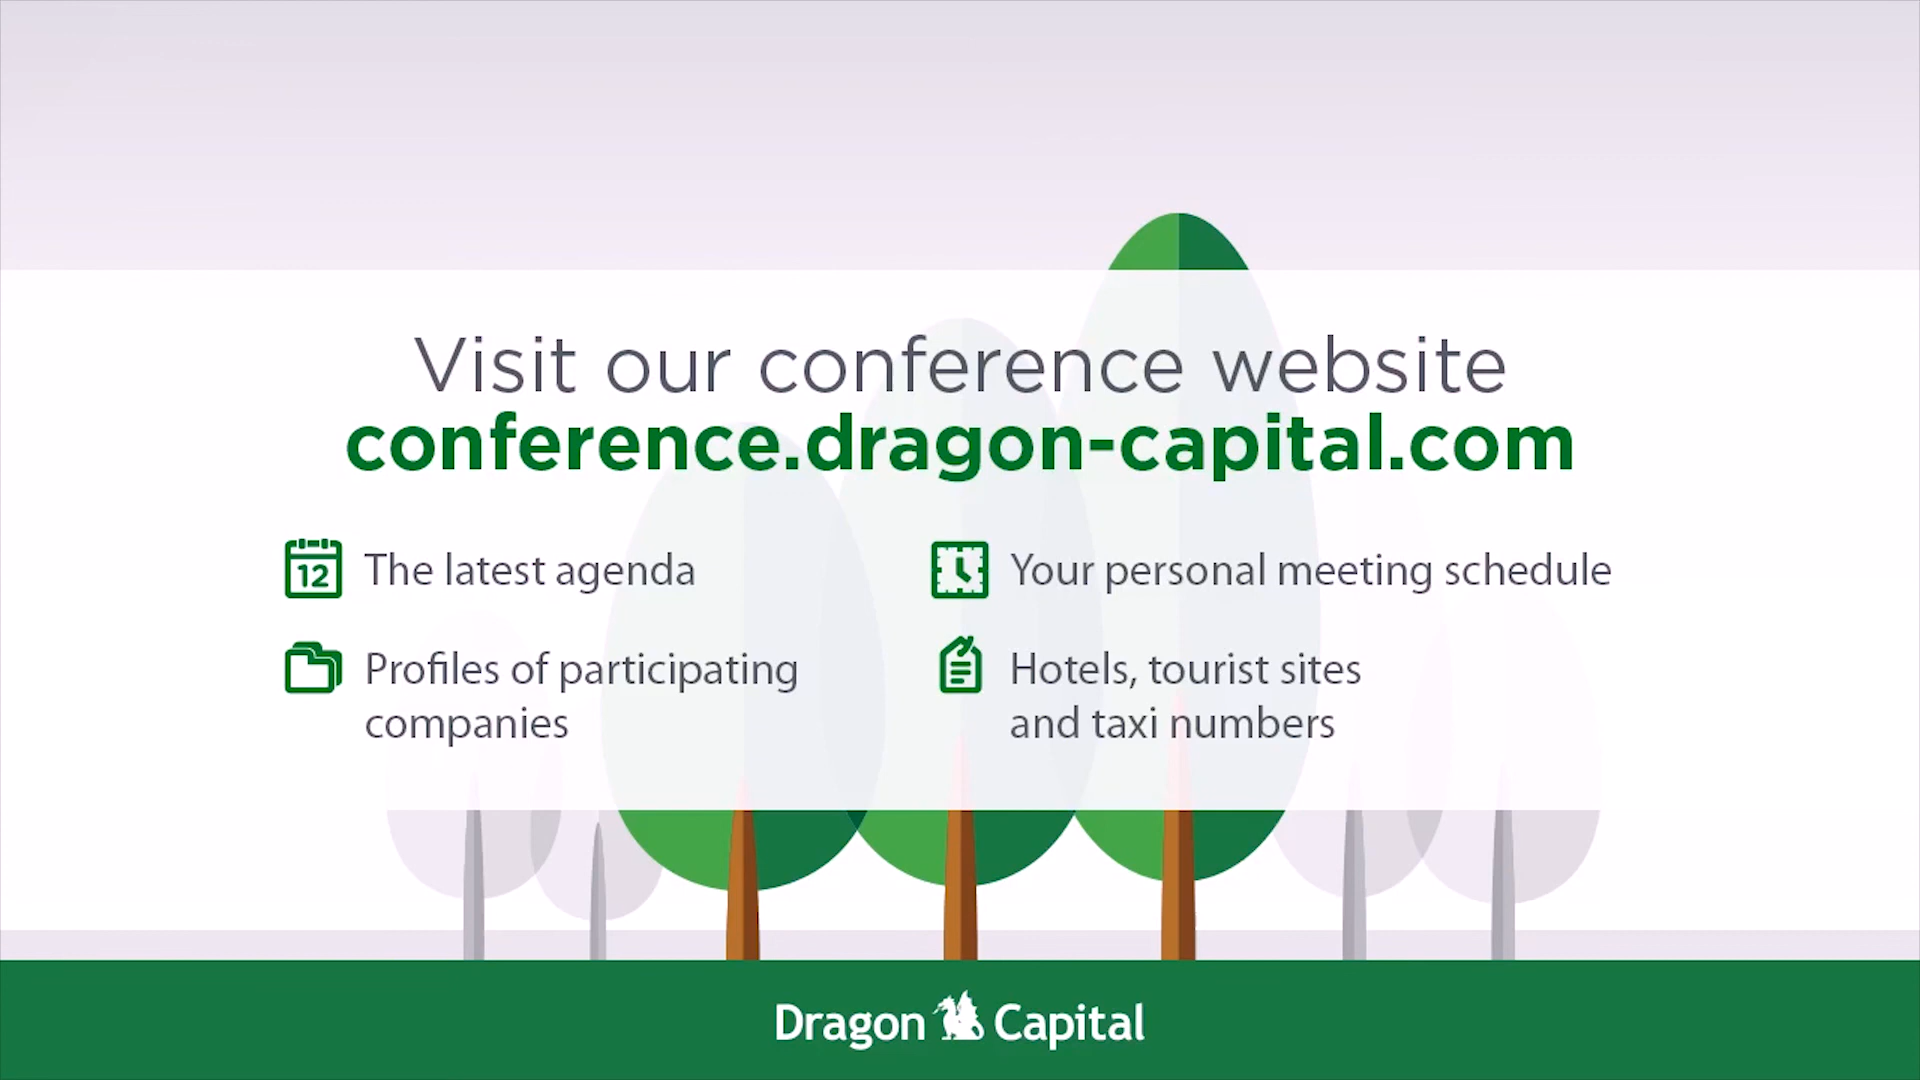 Visit our conference website
conference.dragon-capital.com
12 The latest agenda
Your personal meeting schedule
Profiles of participating
companies
Hotels, tourist sites
and taxi numbers
Dragon Capital